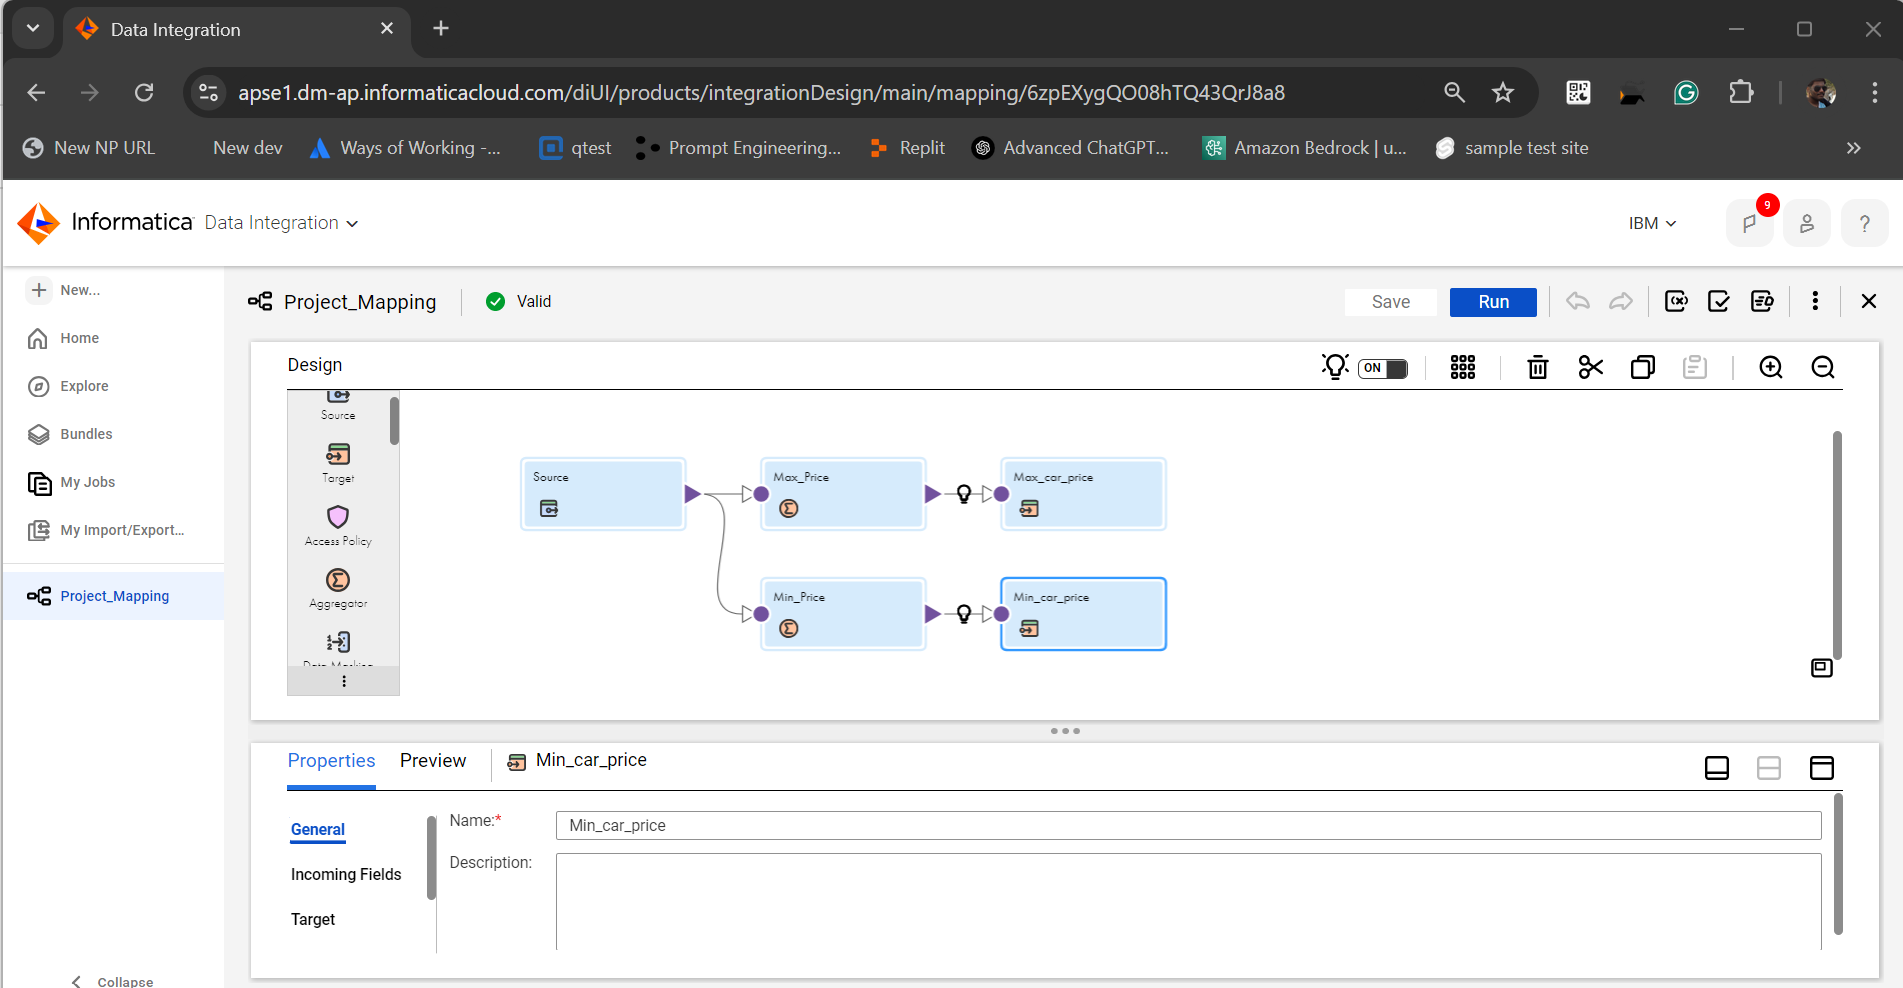 Data Integration
apse1.dm-ap.informaticacloud.com/diUI/products/integrationDesign/main/mapping/6zpEXygQO08hTQ43QrJ8a8
New NP URL New dev Ways of Working -... qtest Prompt Engineering... Replit Advanced ChatGPT... Amazon Bedrock | u... sample test site
Informatica Data Integration IBM 9 ?
New...
Home
Explore
Bundles
My Jobs
My Import/Export...
Project_Mapping
Collapse
Project_Mapping Valid Save Run
Design ON
Source
Target
Access Policy
Aggregator
Data Masking
Source Max_Price Max_car_price
Min_Price Min_car_price
Properties Preview Min_car_price
General
Incoming Fields
Target
Name:* Min_car_price
Description: